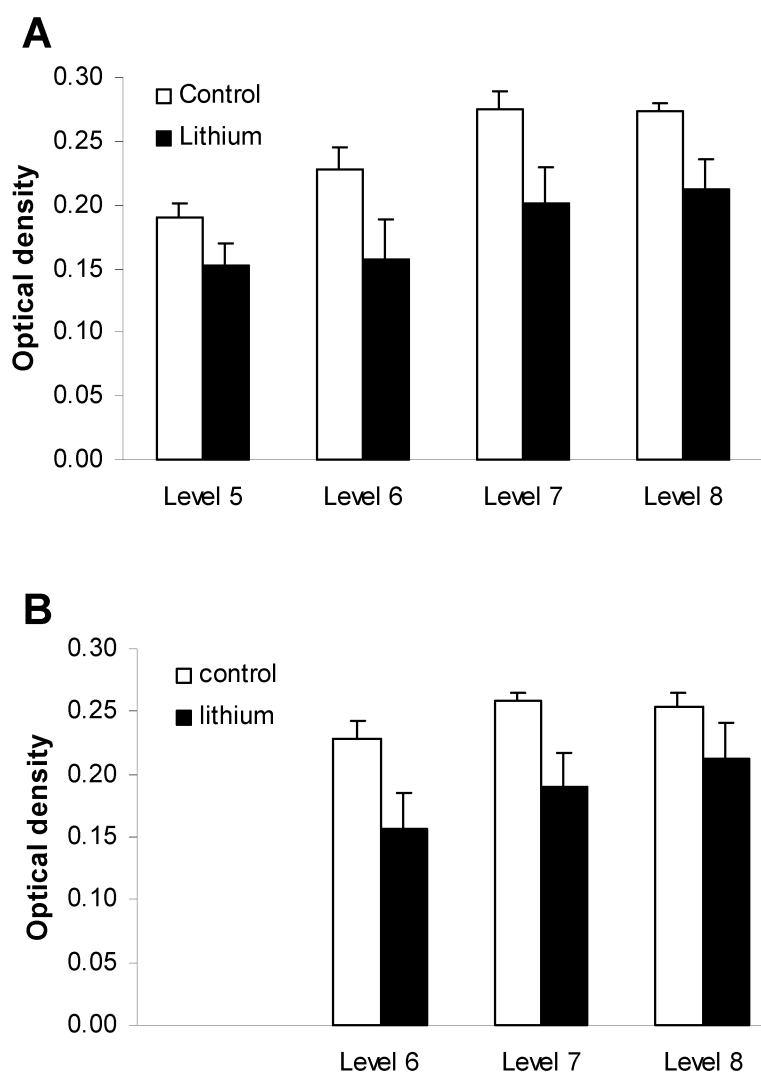 A
0.30
0.25
0.20
0.15
0.10
0.05
0.00
Optical density
Control
Lithium
Level 5 Level 6 Level 7 Level 8
B
0.30
0.25
0.20
0.15
0.10
0.05
0.00
Optical density
control
lithium
Level 6 Level 7 Level 8